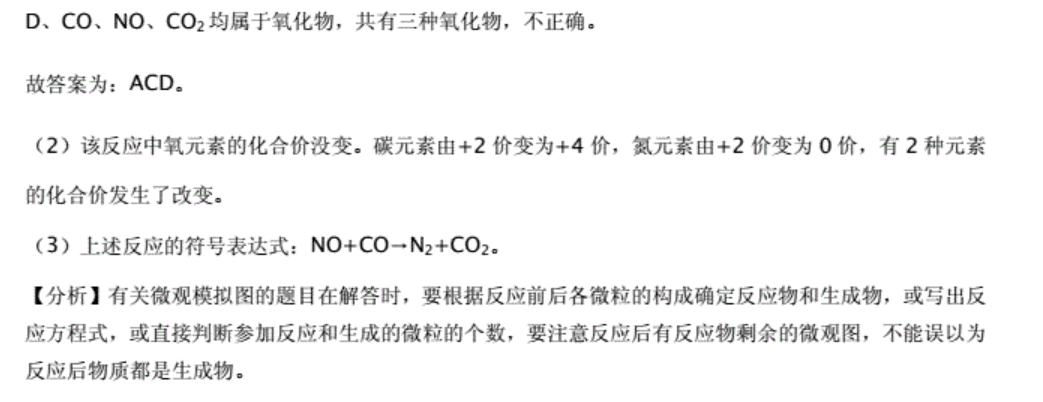 D、CO、NO、CO₂ 均属于氧化物，共有三种氧化物，不正确。
故答案为：ACD。
（2）该反应中氧元素的化合价没变。碳元素由+2 价变为+4 价，氮元素由+2 价变为 0 价，有 2 种元素
的化合价发生了改变。
（3）上述反应的符号表达式：NO+CO→N₂+CO₂。
【分析】有关微观模拟图的题目在解答时，要根据反应前后各微粒的构成确定反应物和生成物，或写出反
应方程式，或直接判断参加反应和生成的微粒的个数，要注意反应后有反应物剩余的微观图，不能误以为
反应后物质都是生成物。